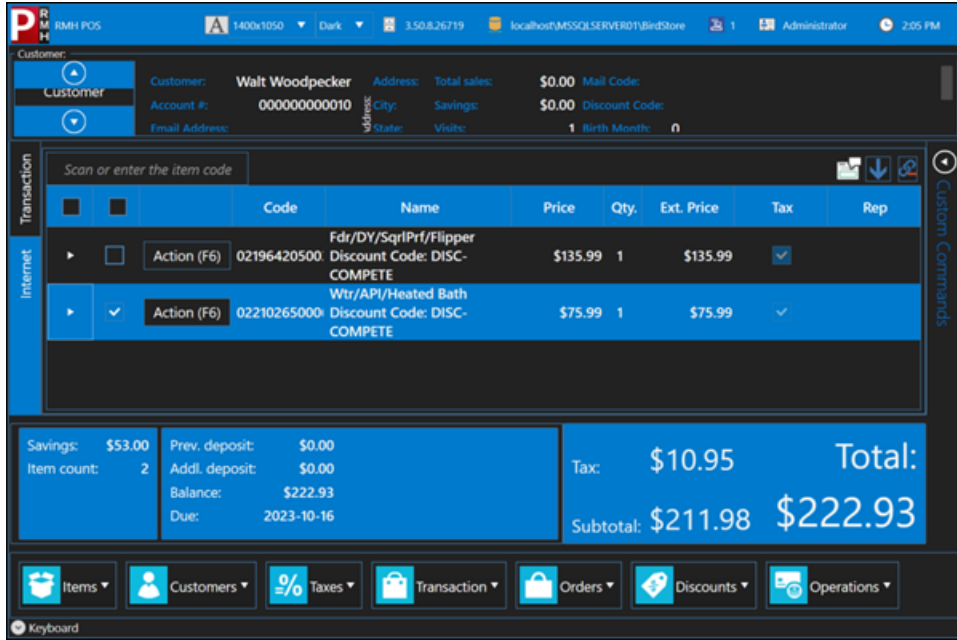 P RMH RMH POS A 1400x1050 Dark 3.50.8.26719 localhost\MSSQLSERVER01\BirdStore 1 Administrator 2:05 PM
Customer:
Customer
Customer: Walt Woodpecker Address: Total sales: $0.00 Mail Code:
Account #: 000000000010 City: Savings: $0.00 Discount Code:
Email Address: State: Visits: 1 Birth Month: 0
Transaction
Internet
Scan or enter the item code
Code Name Price Qty. Ext. Price Tax Rep
Fdr/DY/SqrlPrf/Flipper
Action (F6) 02196420500 Discount Code: DISC- $135.99 1 $135.99
COMPETE
Wtr/API/Heated Bath
Action (F6) 02210265000 Discount Code: DISC- $75.99 1 $75.99
COMPETE
Custom Commands
Savings: $53.00
Item count: 2
Prev. deposit: $0.00
Addl. deposit: $0.00
Balance: $222.93
Due: 2023-10-16
Tax: $10.95
Subtotal: $211.98
Total:
$222.93
Items Customers Taxes Transaction Orders Discounts Operations
Keyboard